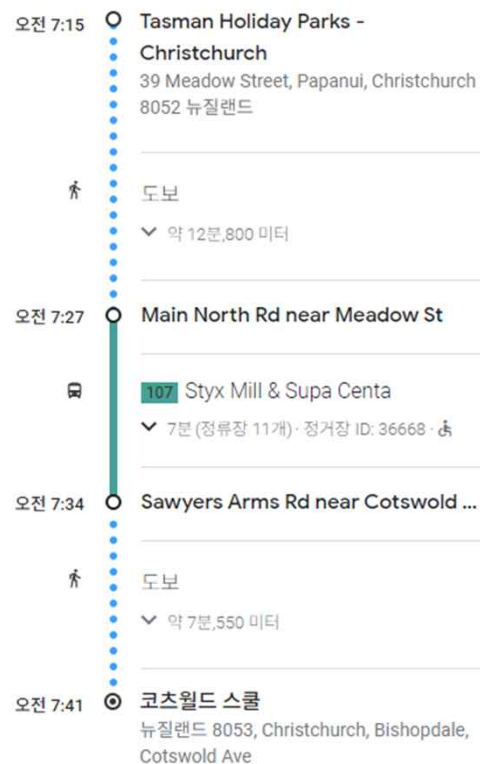 오전 7:15
Tasman Holiday Parks -
Christchurch
39 Meadow Street, Papanui, Christchurch
8052 뉴질랜드
도보
약 12분,800 미터
오전 7:27
Main North Rd near Meadow St
107 Styx Mill & Supa Centa
7분 (정류장 11개) · 정거장 ID: 36668 ·
오전 7:34
Sawyers Arms Rd near Cotswold ...
도보
약 7분,550 미터
오전 7:41
코츠월드 스쿨
뉴질랜드 8053, Christchurch, Bishopdale,
Cotswold Ave